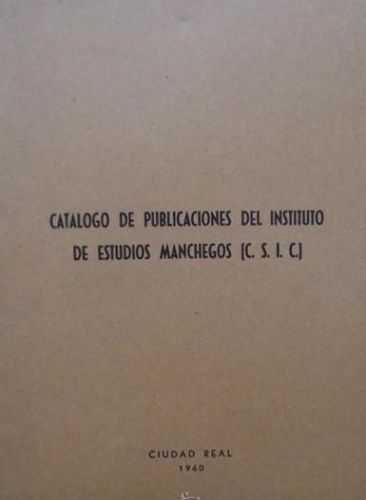 CATALOGO DE PUBLICACIONES DEL INSTITUTO
DE ESTUDIOS MANCHEGOS (C. S. I. C.)
CIUDAD REAL
1960